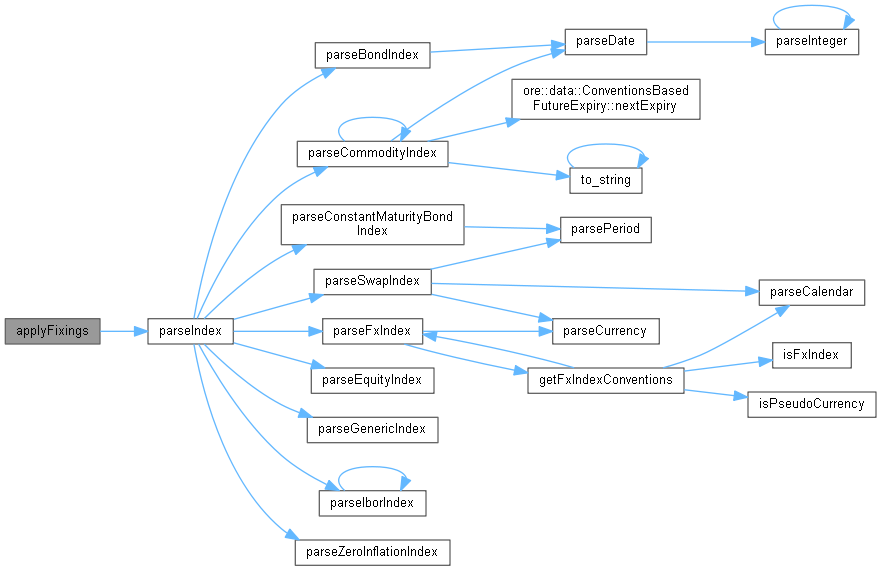 applyFixings
parseIndex
parseBondIndex
parseCommodityIndex
parseConstantMaturityBond
Index
parseSwapIndex
parseFxIndex
parseEquityIndex
parseGenericIndex
parseIborIndex
parseZeroInflationIndex
parseDate
ore::data::ConventionsBased
FutureExpiry::nextExpiry
to_string
parsePeriod
parseCurrency
getFxIndexConventions
parseInteger
parseCalendar
isFxIndex
isPseudoCurrency